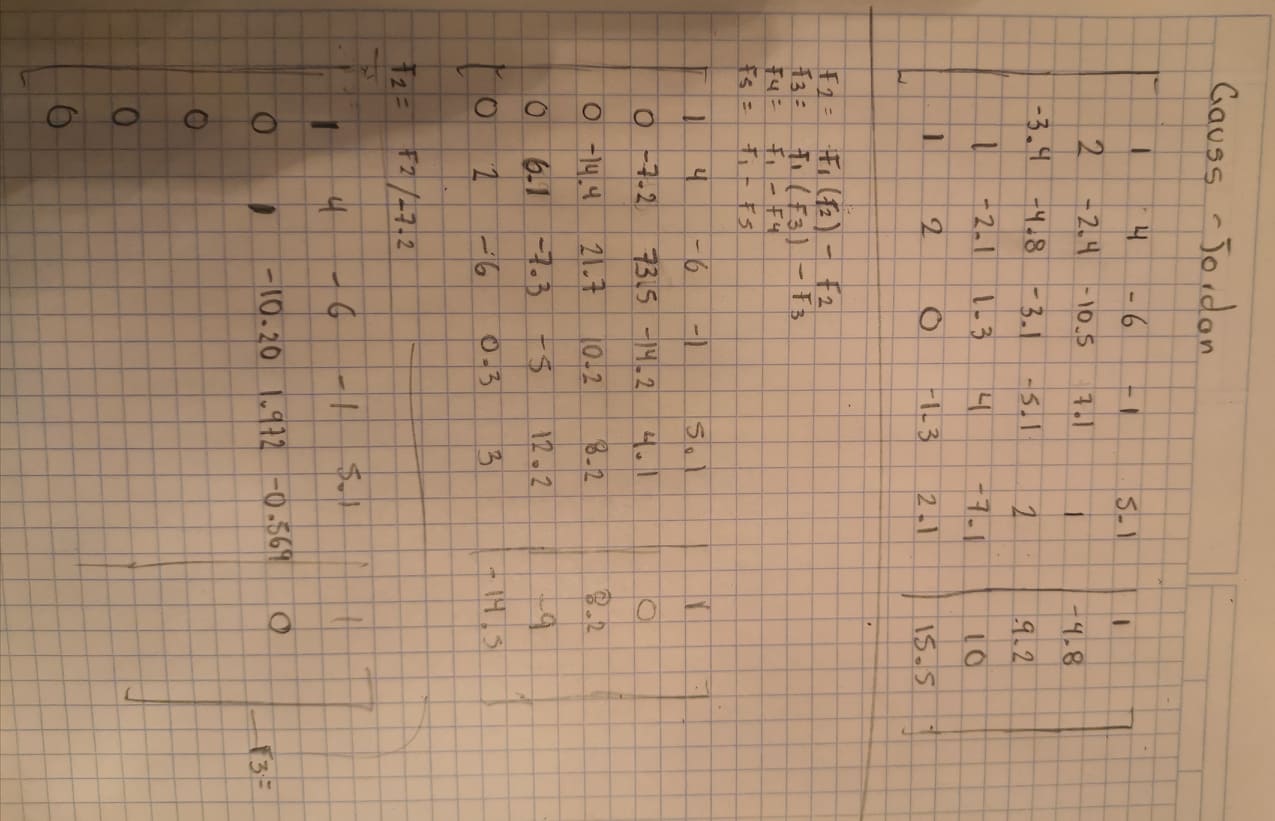 Gauss - Jordan
1 4 -6 -1 5.1 1
2 -2.4 -10.5 7.1 1 -4.8
-3.4 -4.8 -3.1 -5.1 2 9.2
1 -2.1 1.3 4 -7.1 10
1 2 0 -1.3 2.1 15.5
F2= F1(f2) - F2
F3= F1(F3) - F3
F4= F1 - F4
F5= F1 - F5
1 4 -6 -1 5.1 1
0 -7.2 73.5 -14.2 4.1 0
0 -14.4 21.7 10.2 8.2 8.2
0 6.1 -7.3 -5 12.2 -9
0 2 -6 0.3 3 -14.5
F2= F2/-7.2
1 4 -6 -1 5.1 1
0 1 -10.20 1.972 -0.569 0
F3=
0
0
0